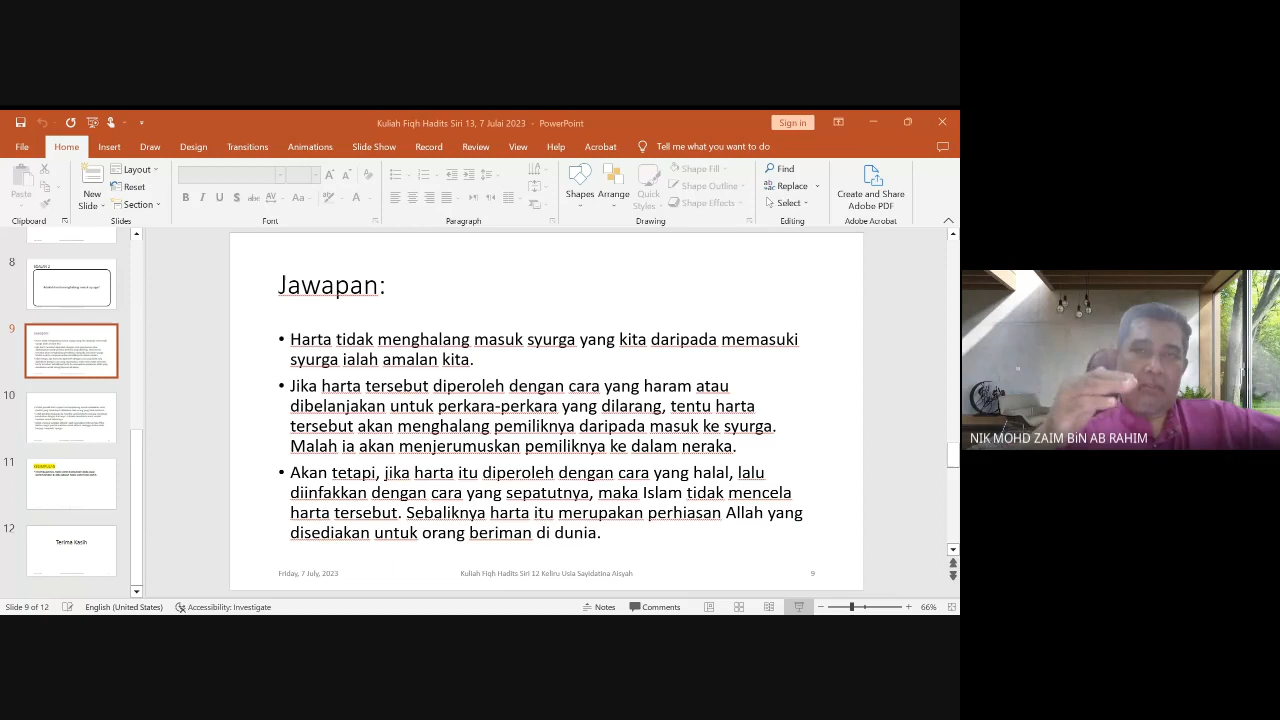 Kuliah Fiqh Hadits Siri 13, 7 Julai 2023 - PowerPoint
Sign in
File Home Insert Draw Design Transitions Animations Slide Show Record Review View Help Acrobat Tell me what you want to do
Paste
New Slide
Layout
Reset
Section
Shapes Arrange Quick Styles
Shape Fill
Shape Outline
Shape Effects
Find
Replace
Select
Create and Share Adobe PDF
Clipboard Slides Font Paragraph Drawing Editing Adobe Acrobat
8
9
10
11
12
Terima Kasih
Jawapan:
• Harta tidak menghalang masuk syurga yang kita daripada memasuki
syurga ialah amalan kita.
• Jika harta tersebut diperoleh dengan cara yang haram atau
dibelanjakan untuk perkara-perkara yang dilarang, tentu harta
tersebut akan menghalang pemiliknya daripada masuk ke syurga.
Malah ia akan menjerumuskan pemiliknya ke dalam neraka.
• Akan tetapi, jika harta itu diperoleh dengan cara yang halal, lalu
diinfakkan dengan cara yang sepatutnya, maka Islam tidak mencela
harta tersebut. Sebaliknya harta itu merupakan perhiasan Allah yang
disediakan untuk orang beriman di dunia.
Friday, 7 July, 2023 Kuliah Fiqh Hadits Siri 12 Keliru Usia Sayidatina Aisyah 9
Slide 9 of 12 English (United States) Accessibility: Investigate Notes Comments 66%
NIK MOHD ZAIM BiN AB RAHIM